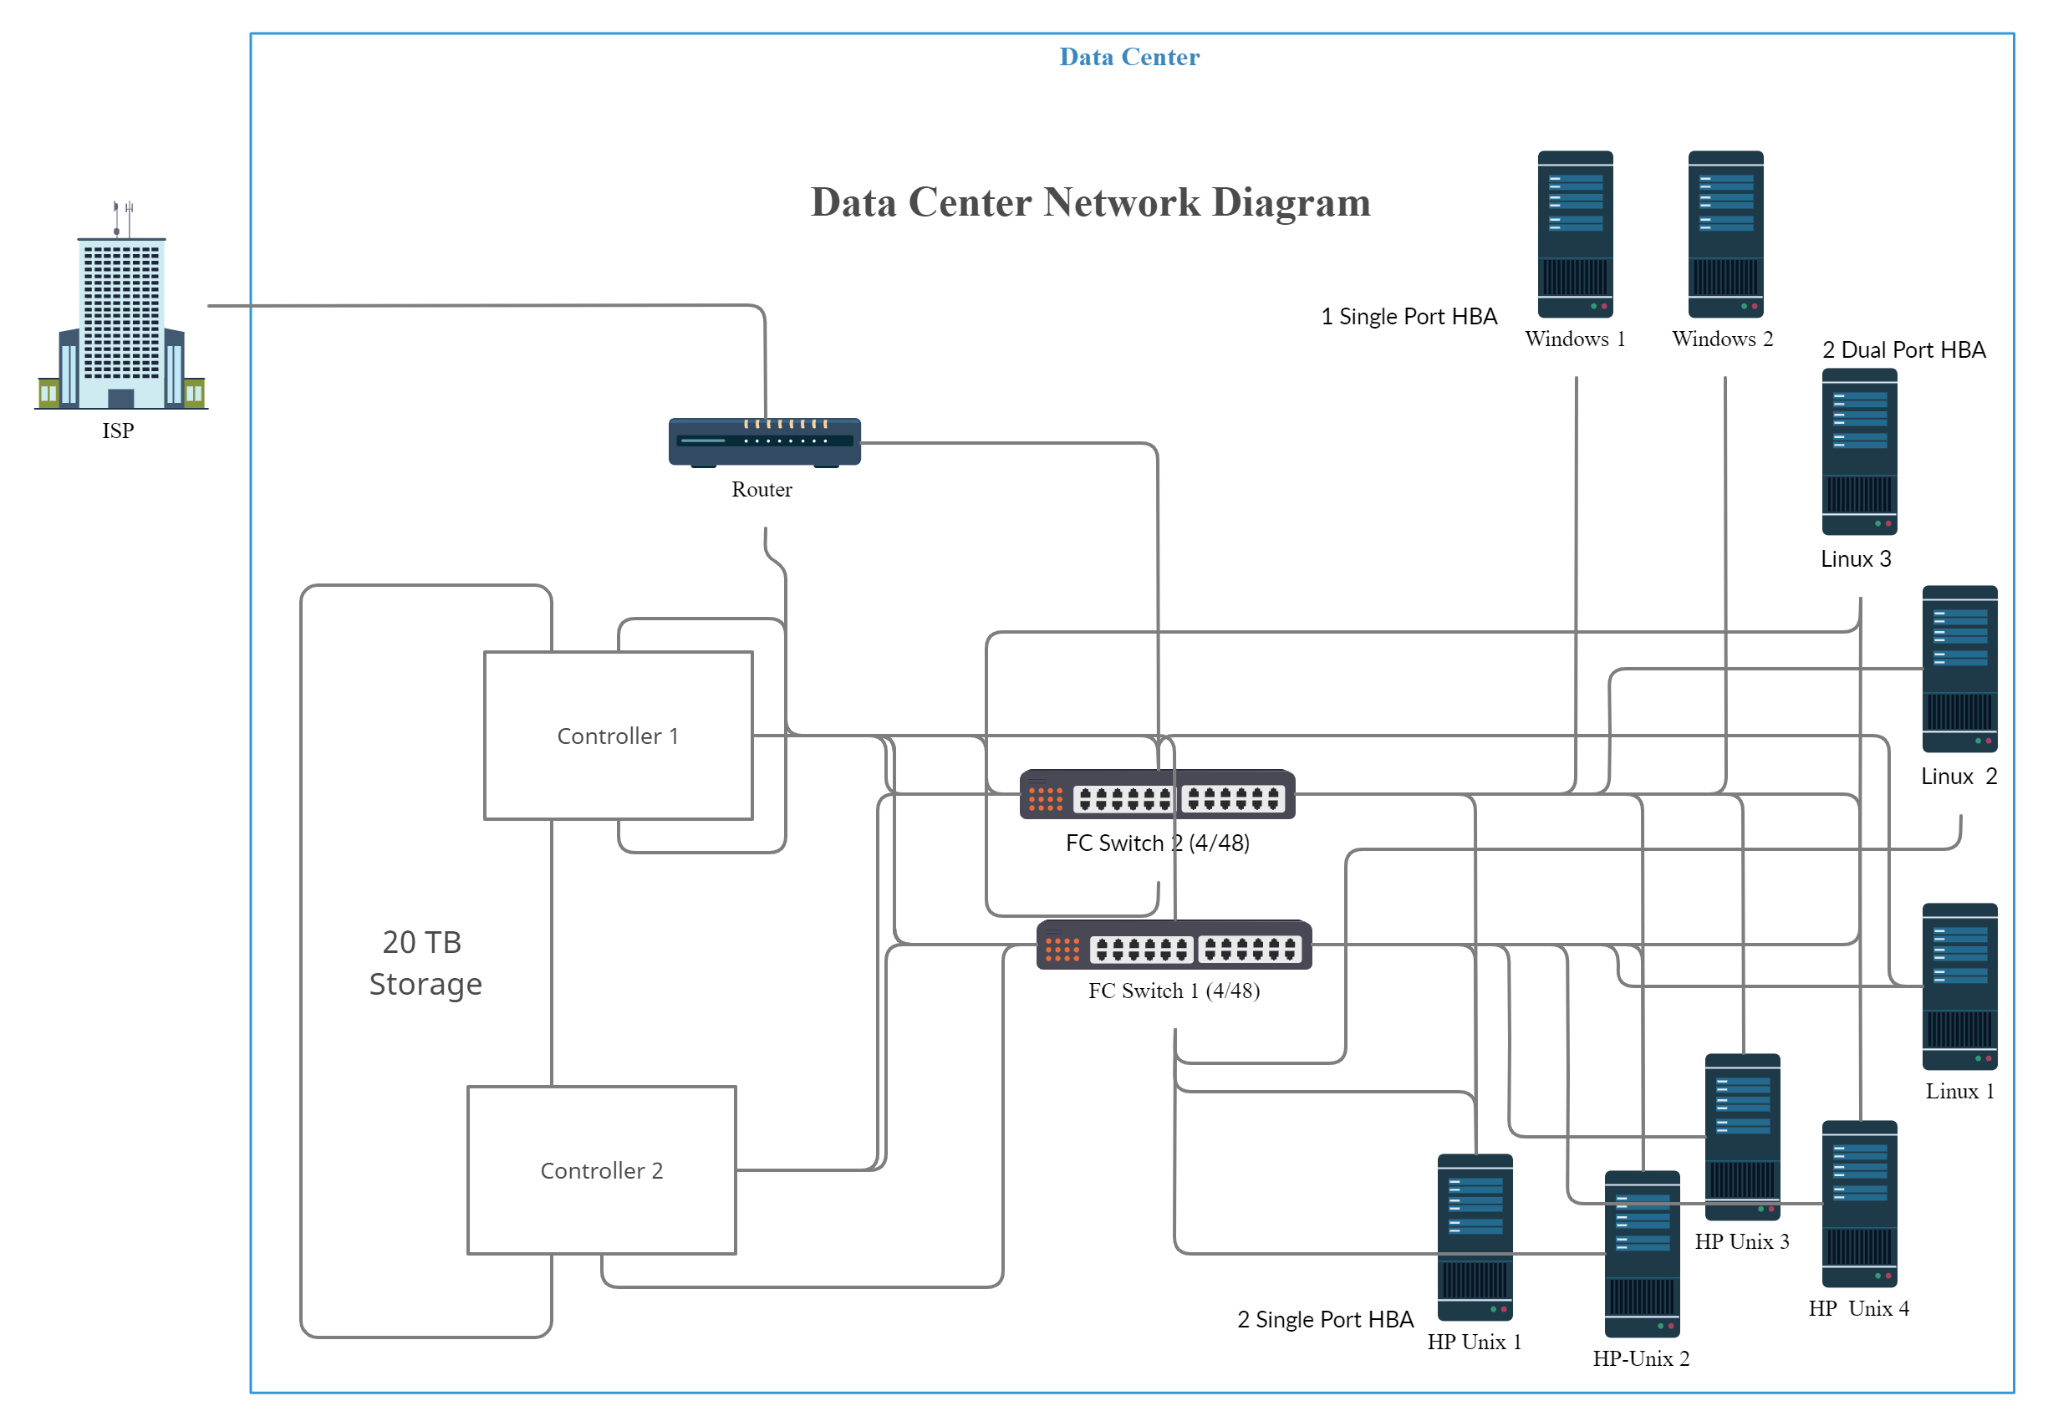 Data Center
Data Center Network Diagram
1 Single Port HBA
Windows 1
Windows 2
2 Dual Port HBA
ISP
Router
Linux 3
Controller 1
Linux  2
FC Switch 2 (4/48)
20 TB
Storage
FC Switch 1 (4/48)
Linux 1
Controller 2
HP Unix 3
HP  Unix 4
2 Single Port HBA
HP Unix 1
HP-Unix 2